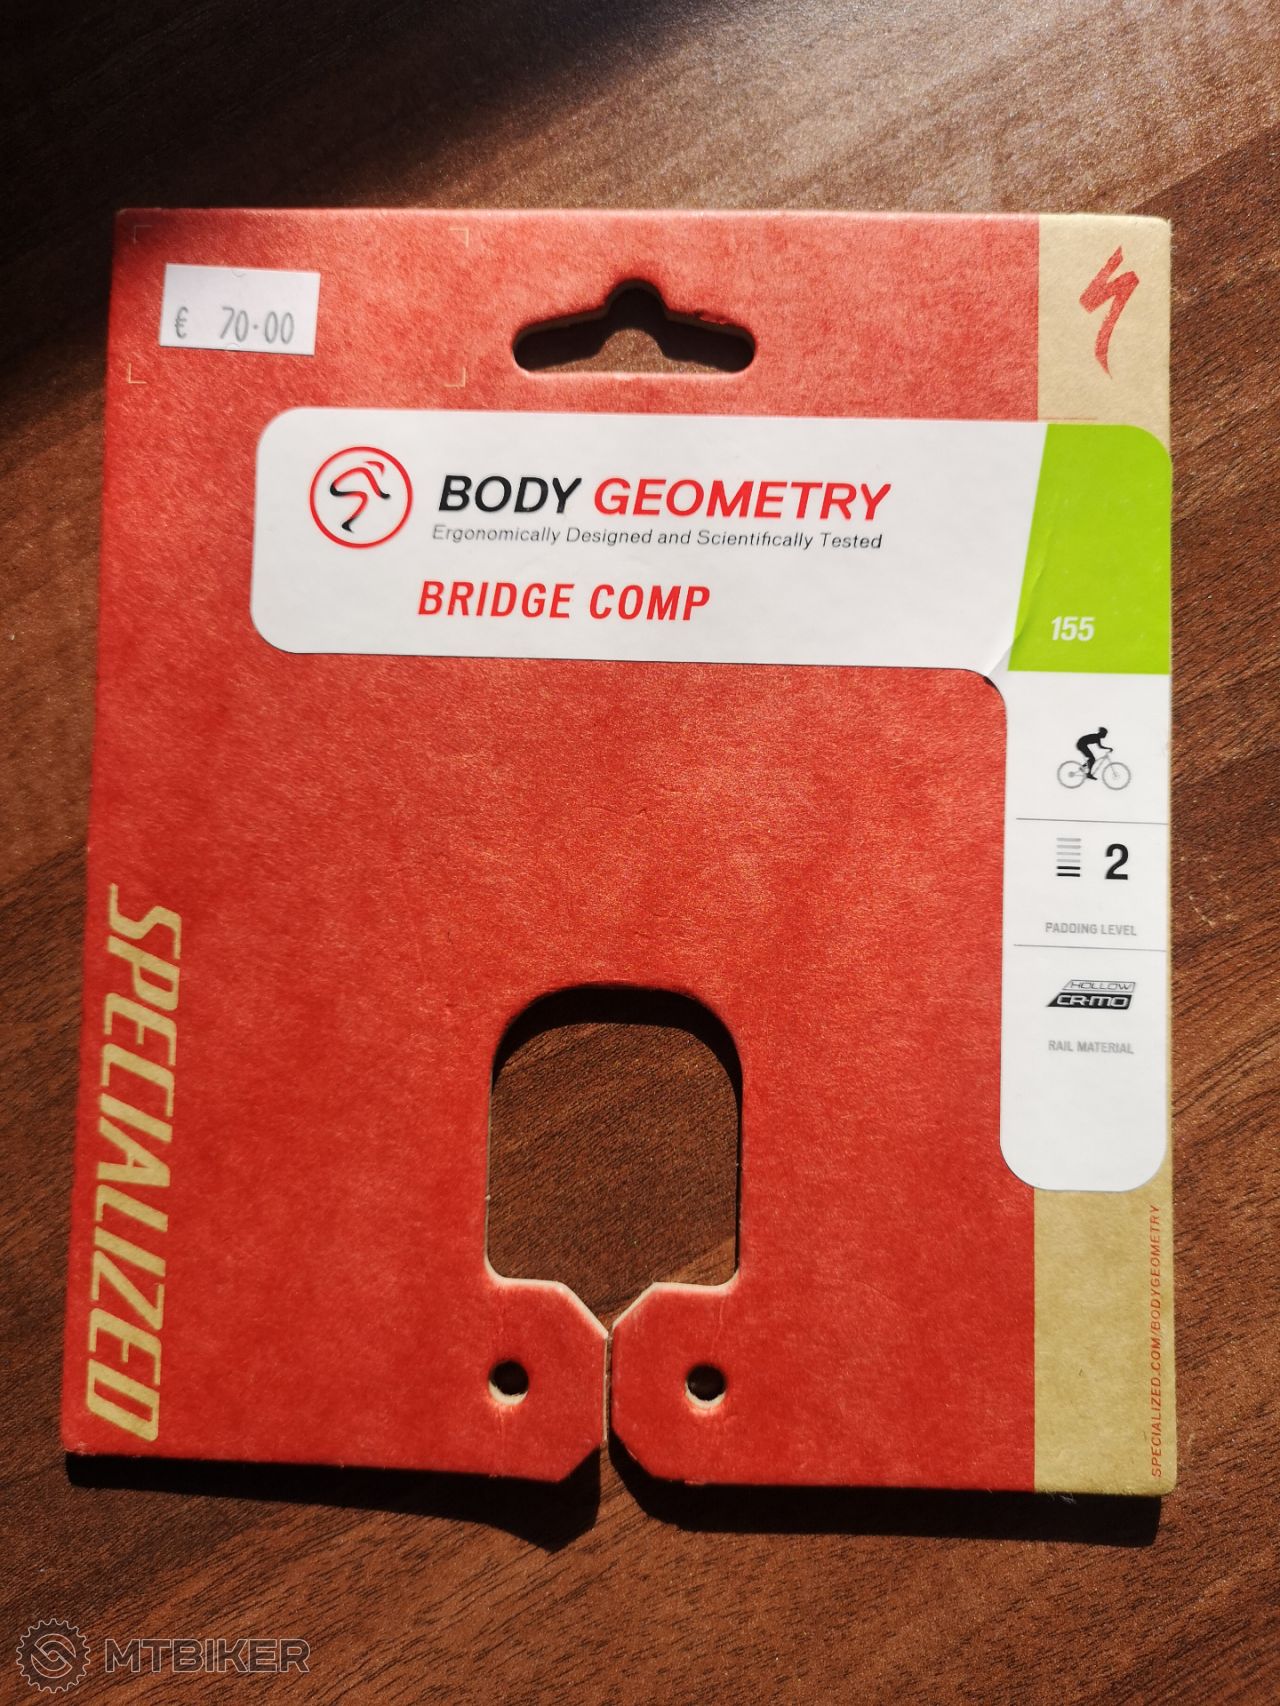 € 70.00
BODY GEOMETRY
Ergonomically Designed and Scientifically Tested
BRIDGE COMP
155
2
PADDING LEVEL
HOLLOW
CR-MO
RAIL MATERIAL
SPECIALIZED
SPECIALIZED.COM/BODYGEOMETRY
MTBIKER